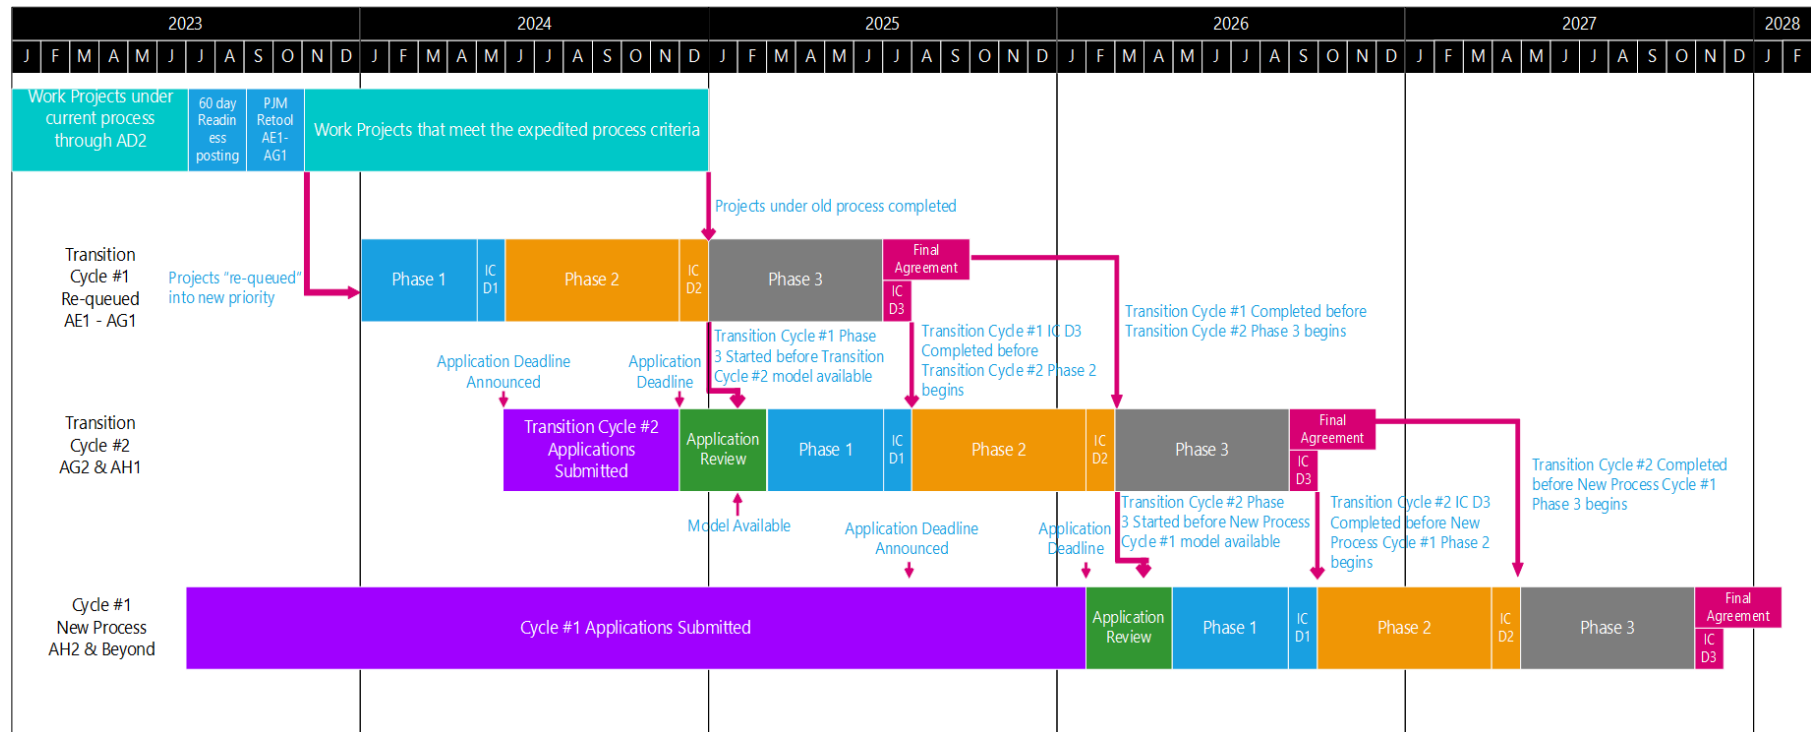 2023 2024 2025 2026 2027 2028
J F M A M J J A S O N D J F M A M J J A S O N D J F M A M J J A S O N D J F M A M J J A S O N D J F M A M J J A S O N D J F
Work Projects under
current process
through AD2
60 day
Readin
ess
posting
PJM
Retool
AE1-
AG1
Work Projects that meet the expedited process criteria
Projects under old process completed
Transition
Cycle #1
Re-queued
AE1 - AG1
Projects "re-queued"
into new priority
Phase 1
IC
D1
Phase 2
IC
D2
Phase 3
Final
Agreement
IC
D3
Transition Cycle #1 Phase
3 Started before Transition
Cycle #2 model available
Transition Cycle #1 IC D3
Completed before
Transition Cycle #2 Phase 2
begins
Transition Cycle #1 Completed before
Transition Cycle #2 Phase 3 begins
Application Deadline
Announced
Application
Deadline
Transition
Cycle #2
AG2 & AH1
Transition Cycle #2
Applications
Submitted
Application
Review
Phase 1
IC
D1
Phase 2
IC
D2
Phase 3
Final
Agreement
IC
D3
Model Available
Application Deadline
Announced
Application
Deadline
Transition Cycle #2 Phase
3 Started before New Process
Cycle #1 model available
Transition Cycle #2 IC D3
Completed before New
Process Cycle #1 Phase 2
begins
Transition Cycle #2 Completed
before New Process Cycle #1
Phase 3 begins
Cycle #1
New Process
AH2 & Beyond
Cycle #1 Applications Submitted
Application
Review
Phase 1
IC
D1
Phase 2
IC
D2
Phase 3
Final
Agreement
IC
D3